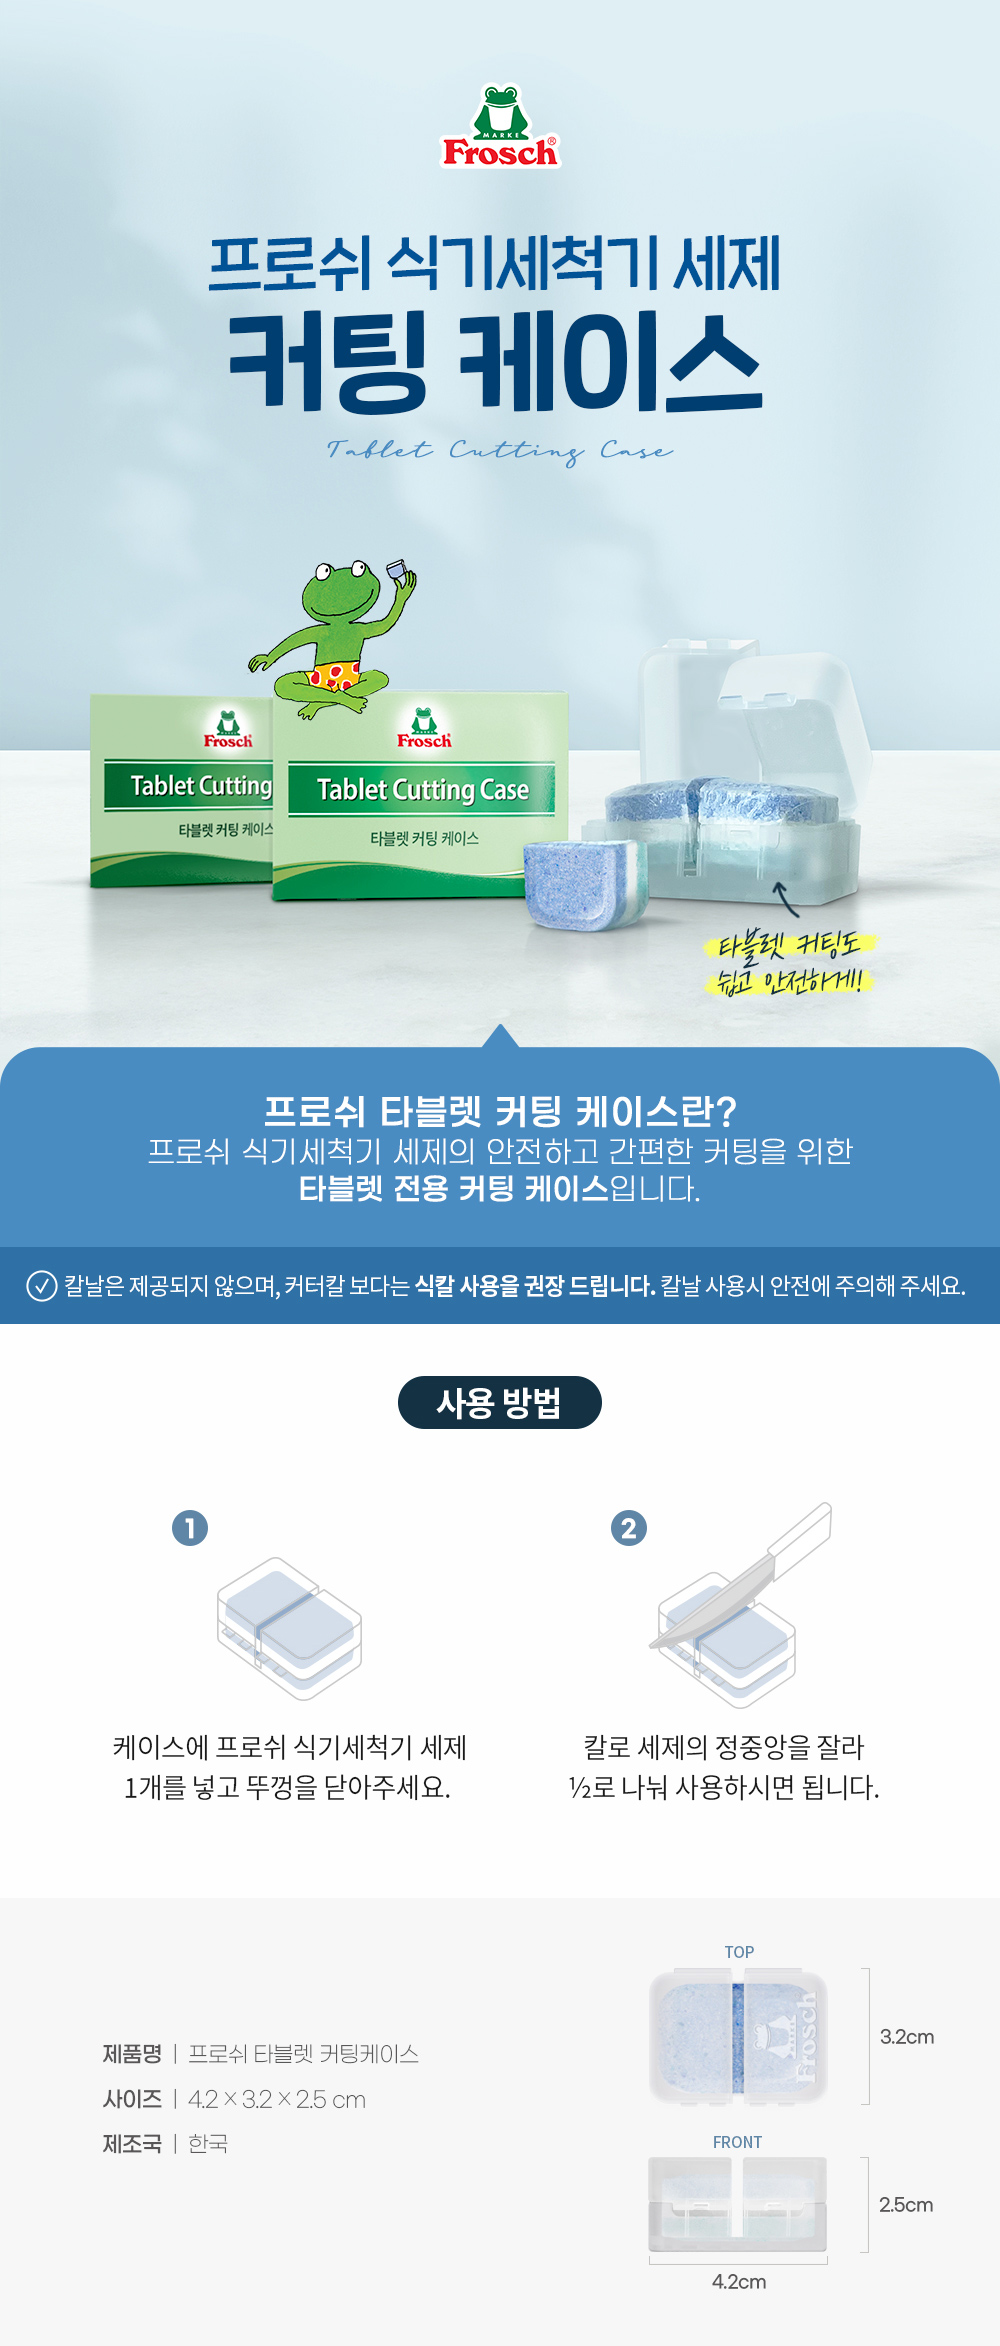 MARKE
Frosch®
프로쉬 식기세척기 세제
커팅 케이스
Tablet Cutting Case
Frosch
Tablet Cutting
타블렛 커팅 케이스
Frosch
Tablet Cutting Case
타블렛 커팅 케이스
타블렛 커팅도
쉽고 안전하게!
프로쉬 타블렛 커팅 케이스란?
프로쉬 식기세척기 세제의 안전하고 간편한 커팅을 위한
타블렛 전용 커팅 케이스입니다.
칼날은 제공되지 않으며, 커터칼 보다는 식칼 사용을 권장 드립니다. 칼날 사용시 안전에 주의해 주세요.
사용 방법
1
케이스에 프로쉬 식기세척기 세제
1개를 넣고 뚜껑을 닫아주세요.
2
칼로 세제의 정중앙을 잘라
½로 나눠 사용하시면 됩니다.
제품명 | 프로쉬 타블렛 커팅케이스
사이즈 | 4.2 × 3.2 × 2.5 cm
제조국 | 한국
TOP
MARKE
Frosch
3.2cm
FRONT
2.5cm
4.2cm